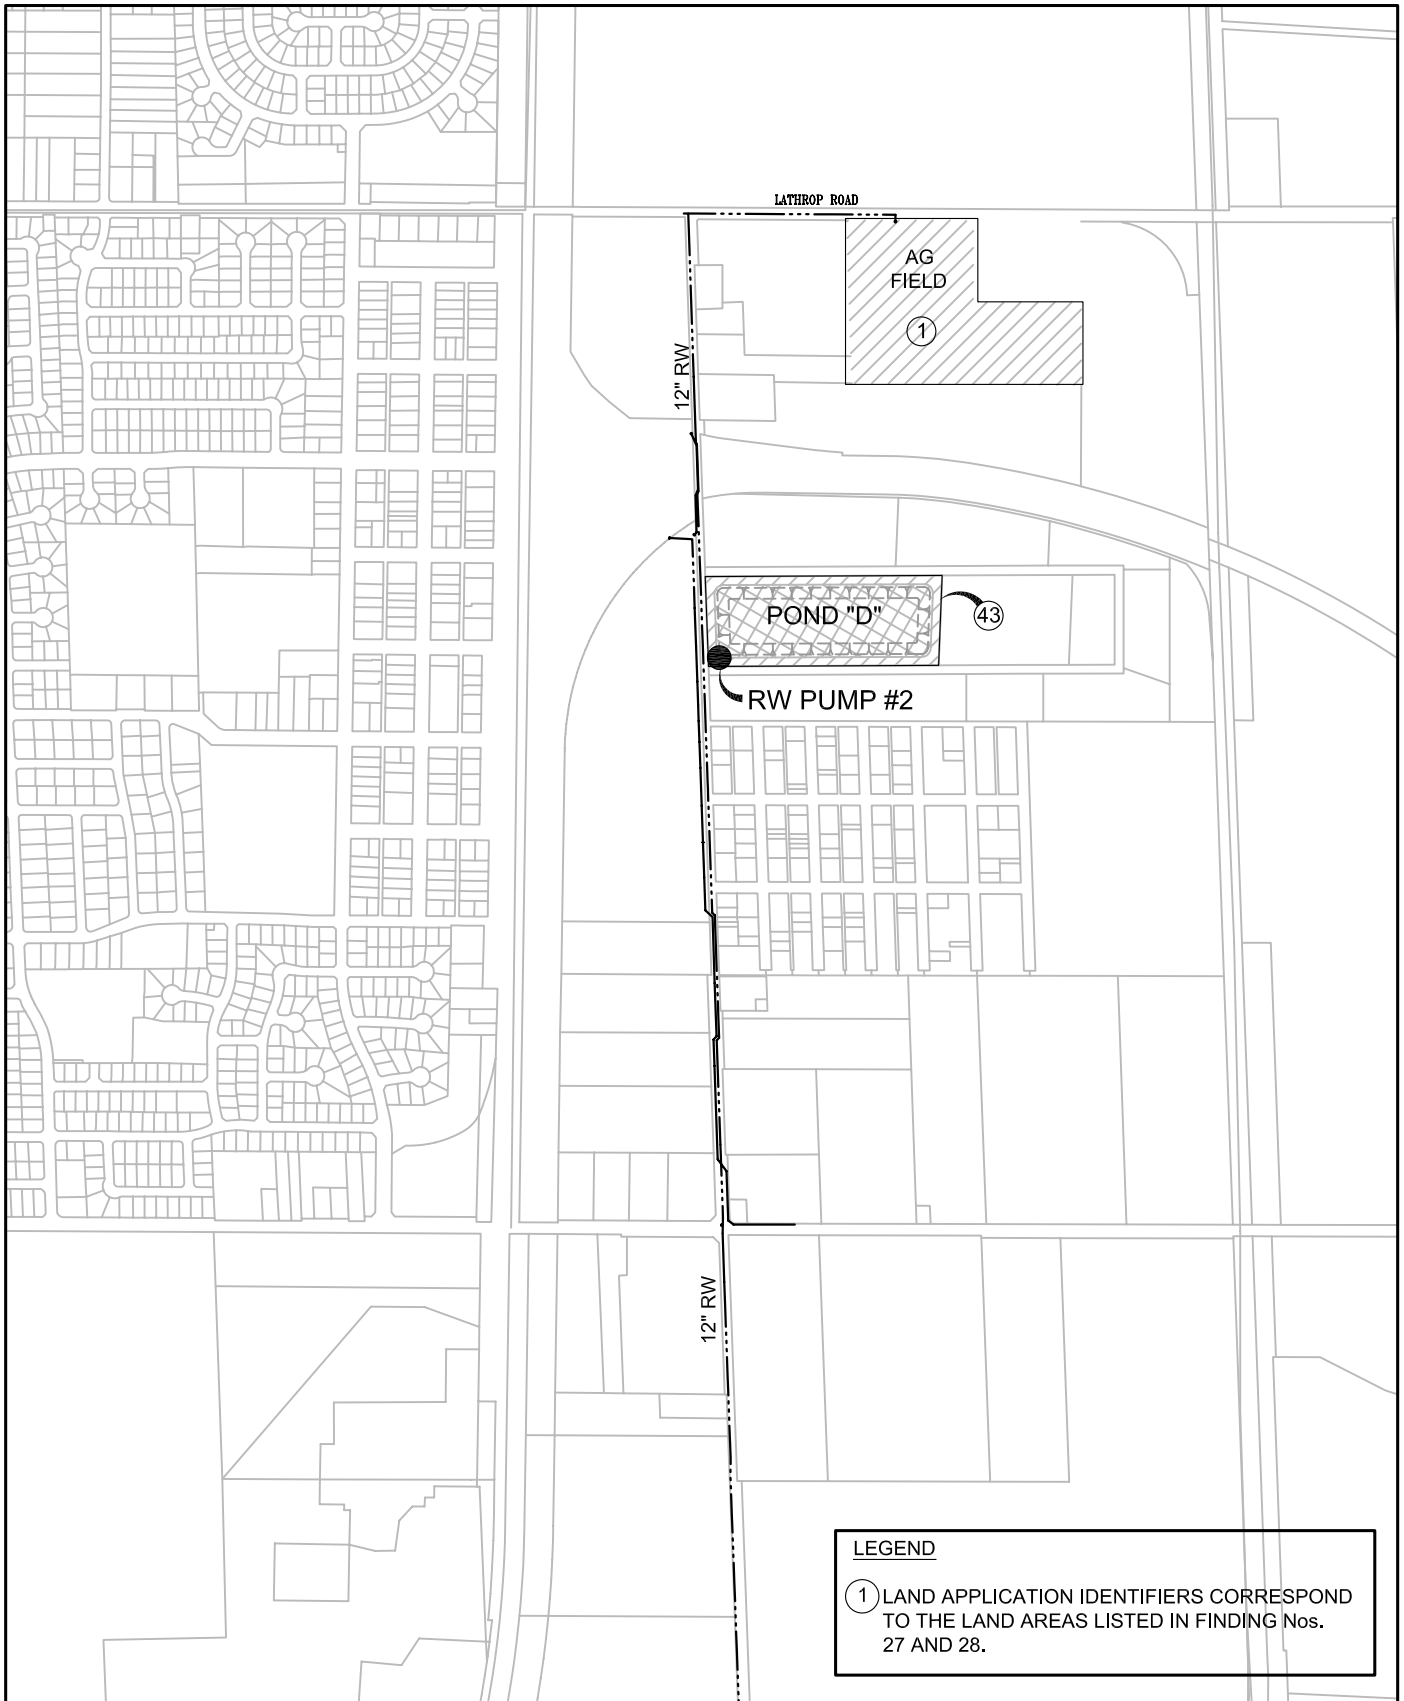 LATHROP ROAD
AG
FIELD
1
12" RW
POND "D"
43
RW PUMP #2
12" RW
LEGEND
1 LAND APPLICATION IDENTIFIERS CORRESPOND
TO THE LAND AREAS LISTED IN FINDING Nos.
27 AND 28.